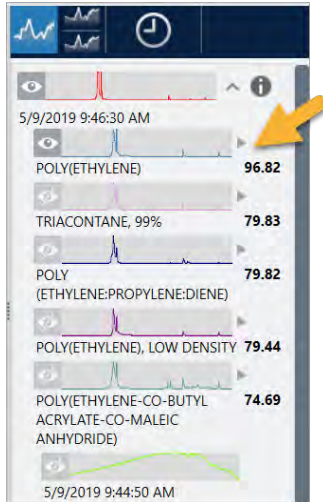 5/9/2019 9:46:30 AM
POLY(ETHYLENE) 96.82
TRIACONTANE, 99% 79.83
POLY 79.82
(ETHYLENE:PROPYLENE:DIENE)
POLY(ETHYLENE), LOW DENSITY 79.44
POLY(ETHYLENE-CO-BUTYL 74.69
ACRYLATE-CO-MALEIC
ANHYDRIDE)
5/9/2019 9:44:50 AM